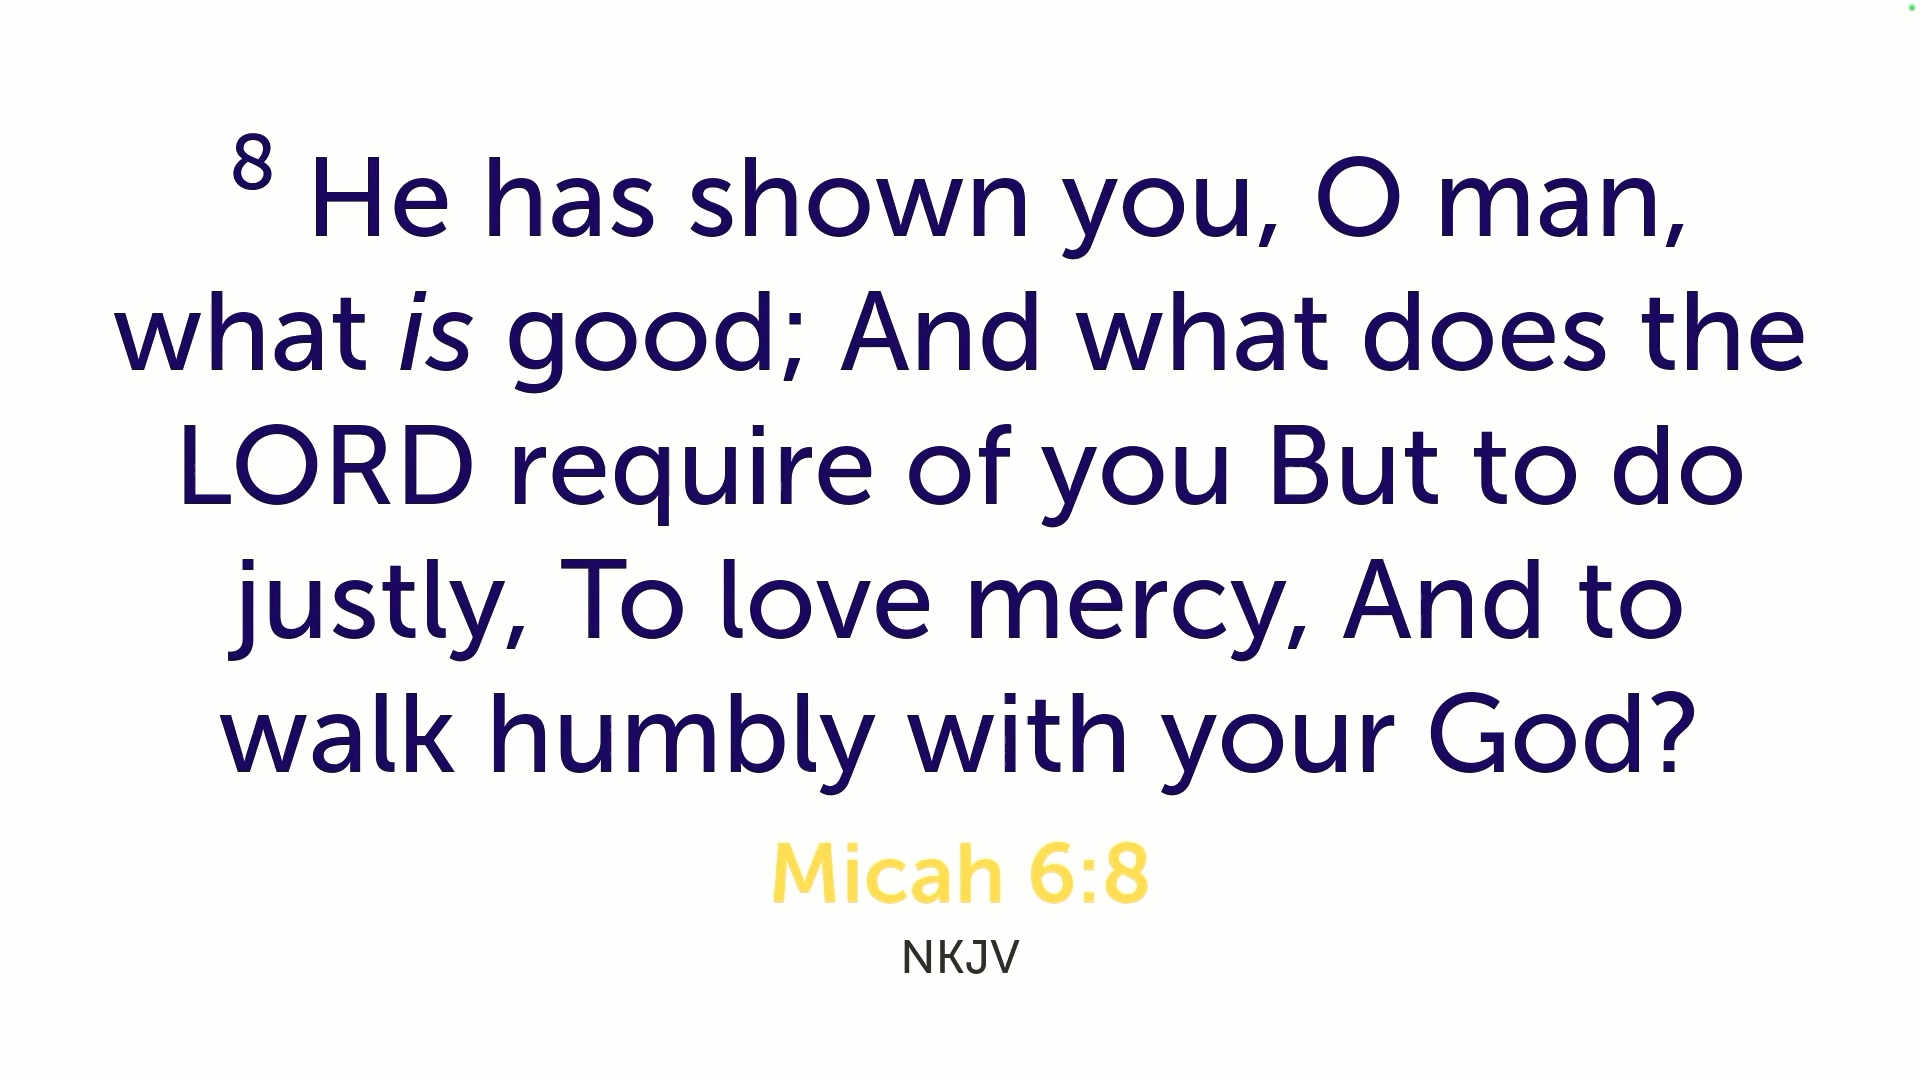 8 He has shown you, O man,
what is good; And what does the
LORD require of you But to do
justly, To love mercy, And to
walk humbly with your God?
Micah 6:8
NKJV